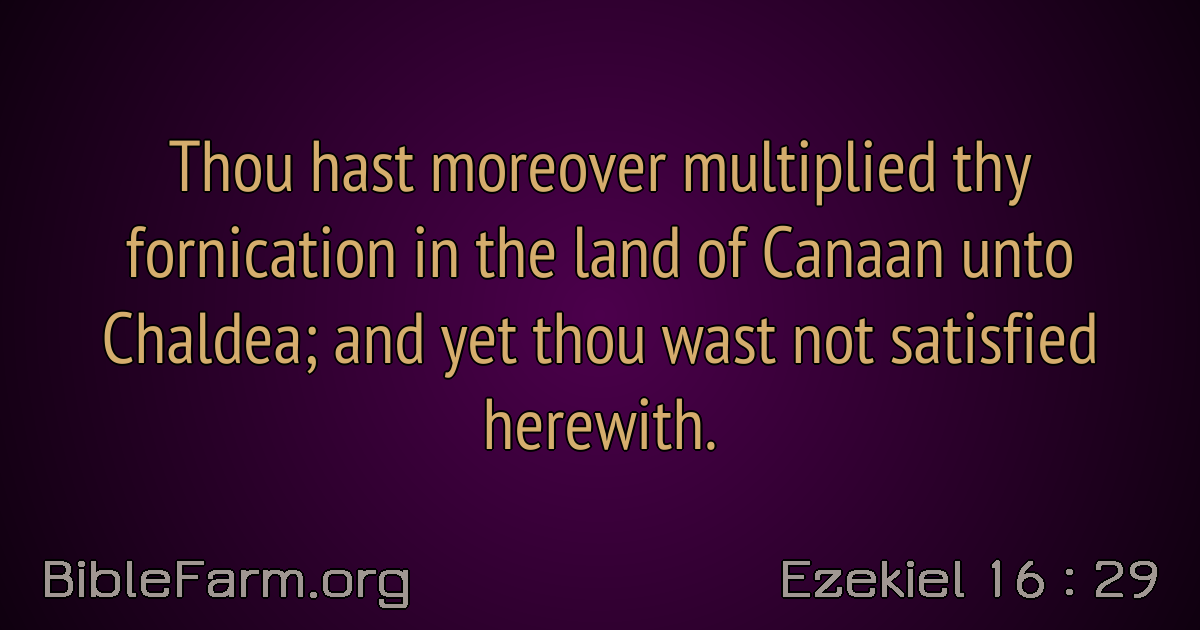 Thou hast moreover multiplied thy
fornication in the land of Canaan unto
Chaldea; and yet thou wast not satisfied
herewith.
BibleFarm.org
Ezekiel 16 : 29